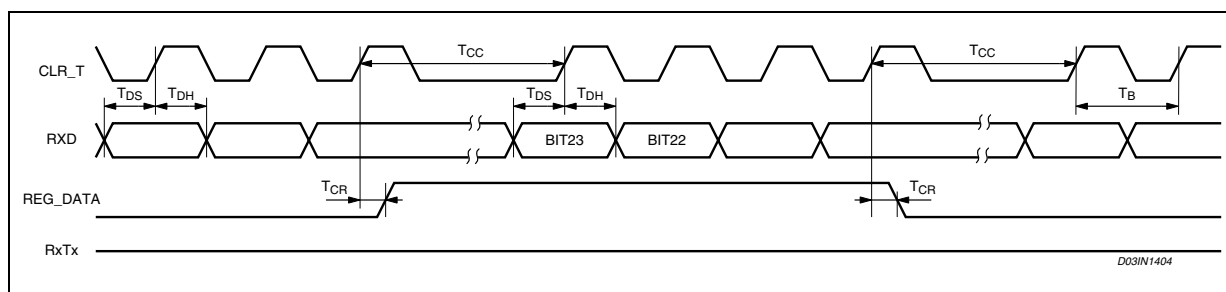 CLR_T
TCC
TCC
TDS
TDH
TDS
TDH
TB
RXD
BIT23
BIT22
TCR
TCR
REG_DATA
RxTx
D03IN1404